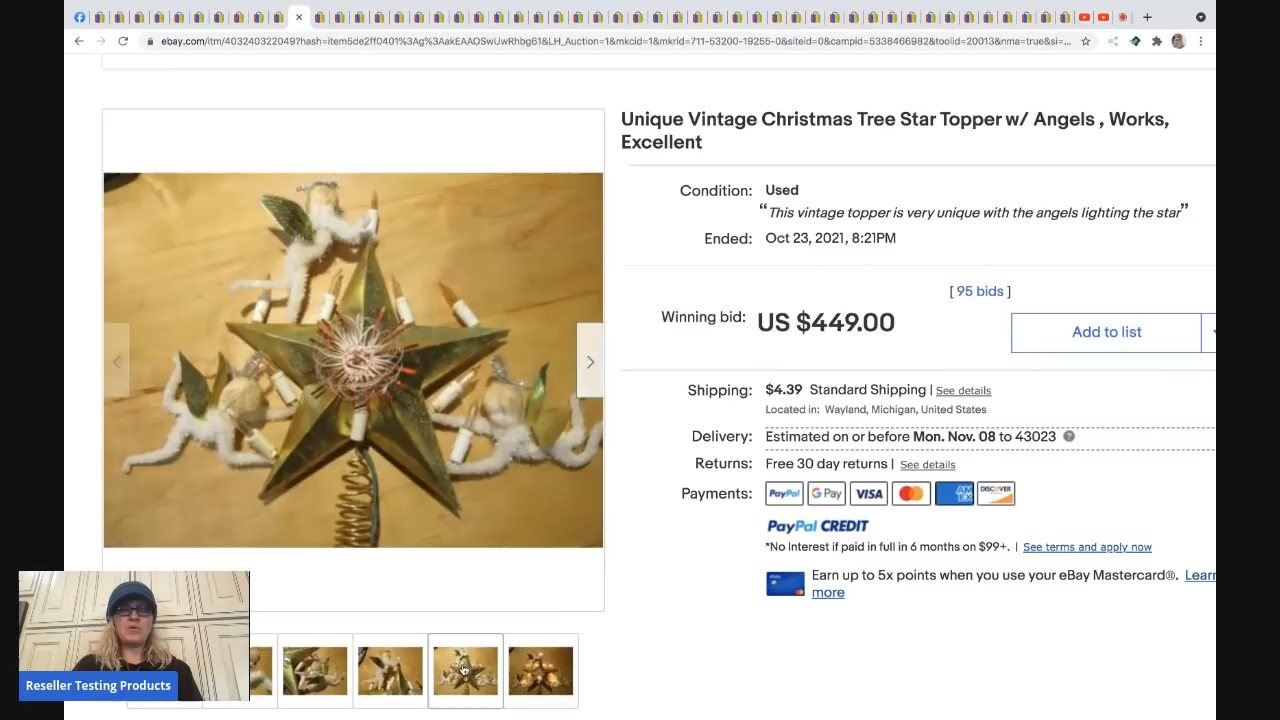 ebay.com/itm/403240322049?hash=item5de2ff0401%3Ag%3AakEAAOSwUwRhbg61&LH_Auction=1&mkcid=1&mkrid=711-53200-19255-0&siteid=0&campid=5338466982&toolid=20013&nma=true&si=...
Unique Vintage Christmas Tree Star Topper w/ Angels , Works,
Excellent
Condition: Used
“This vintage topper is very unique with the angels lighting the star”
Ended: Oct 23, 2021, 8:21PM
[ 95 bids ]
Winning bid: US $449.00
Add to list
Shipping: $4.39 Standard Shipping | See details
Located in: Wayland, Michigan, United States
Delivery: Estimated on or before Mon. Nov. 08 to 43023
Returns: Free 30 day returns | See details
Payments: PayPal G Pay VISA MasterCard AMEX DISCOVER
PayPal CREDIT
*No Interest if paid in full in 6 months on $99+. | See terms and apply now
Earn up to 5x points when you use your eBay Mastercard®. Learn
more
Reseller Testing Products